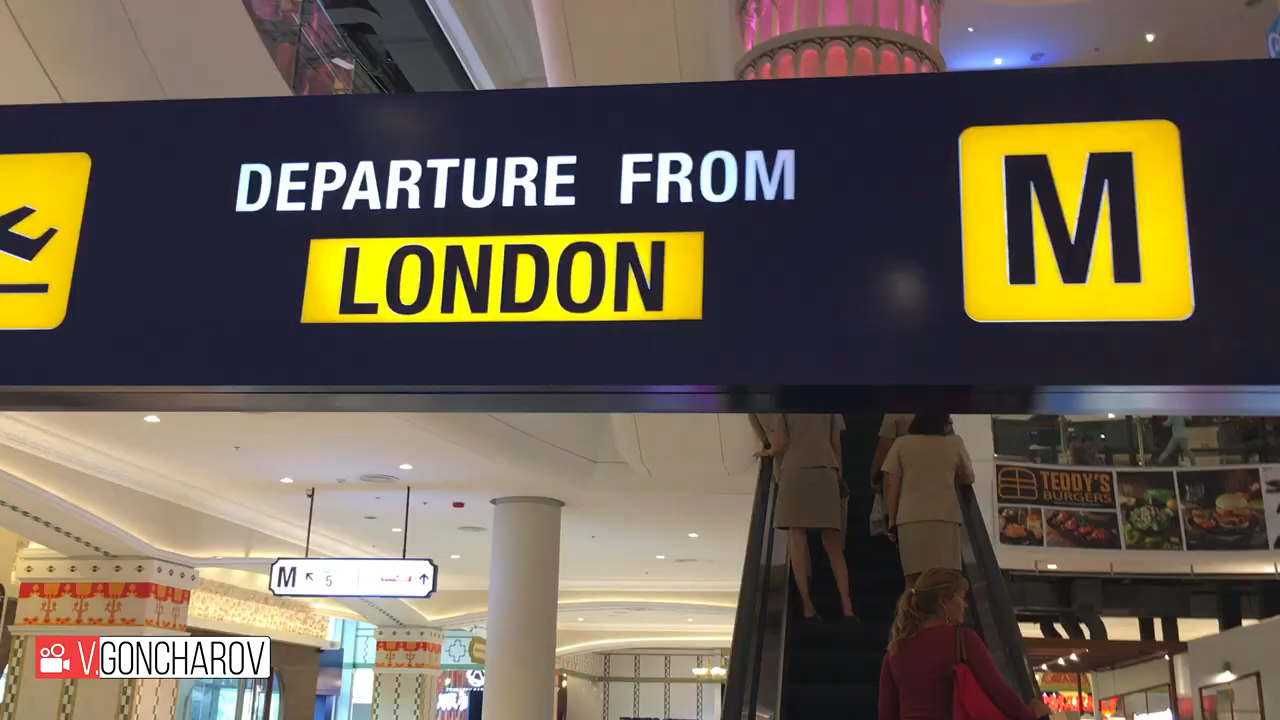 DEPARTURE FROM
LONDON
M
TEDDY'S
BURGERS
M 5
V.GONCHAROV